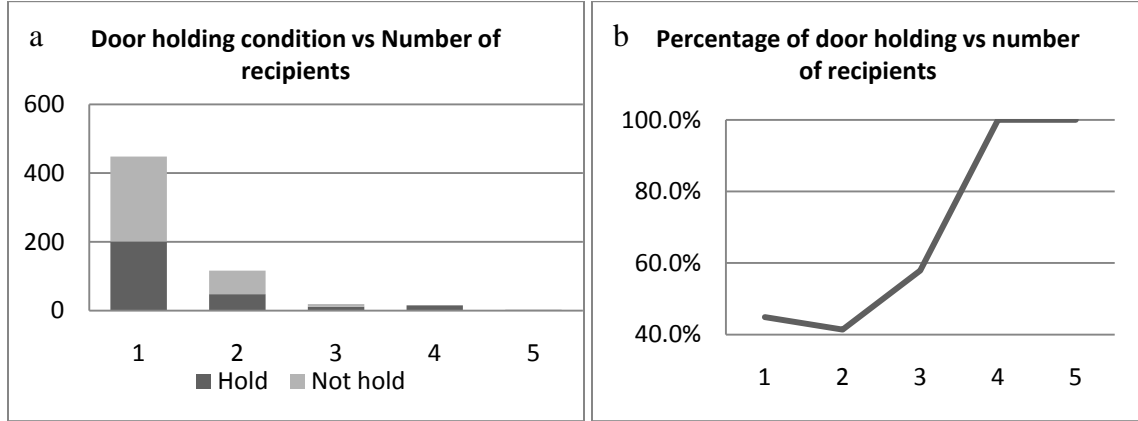 a
Door holding condition vs Number of
recipients
600
400
200
0
1 2 3 4 5
Hold Not hold
b
Percentage of door holding vs number
of recipients
100.0%
80.0%
60.0%
40.0%
1 2 3 4 5